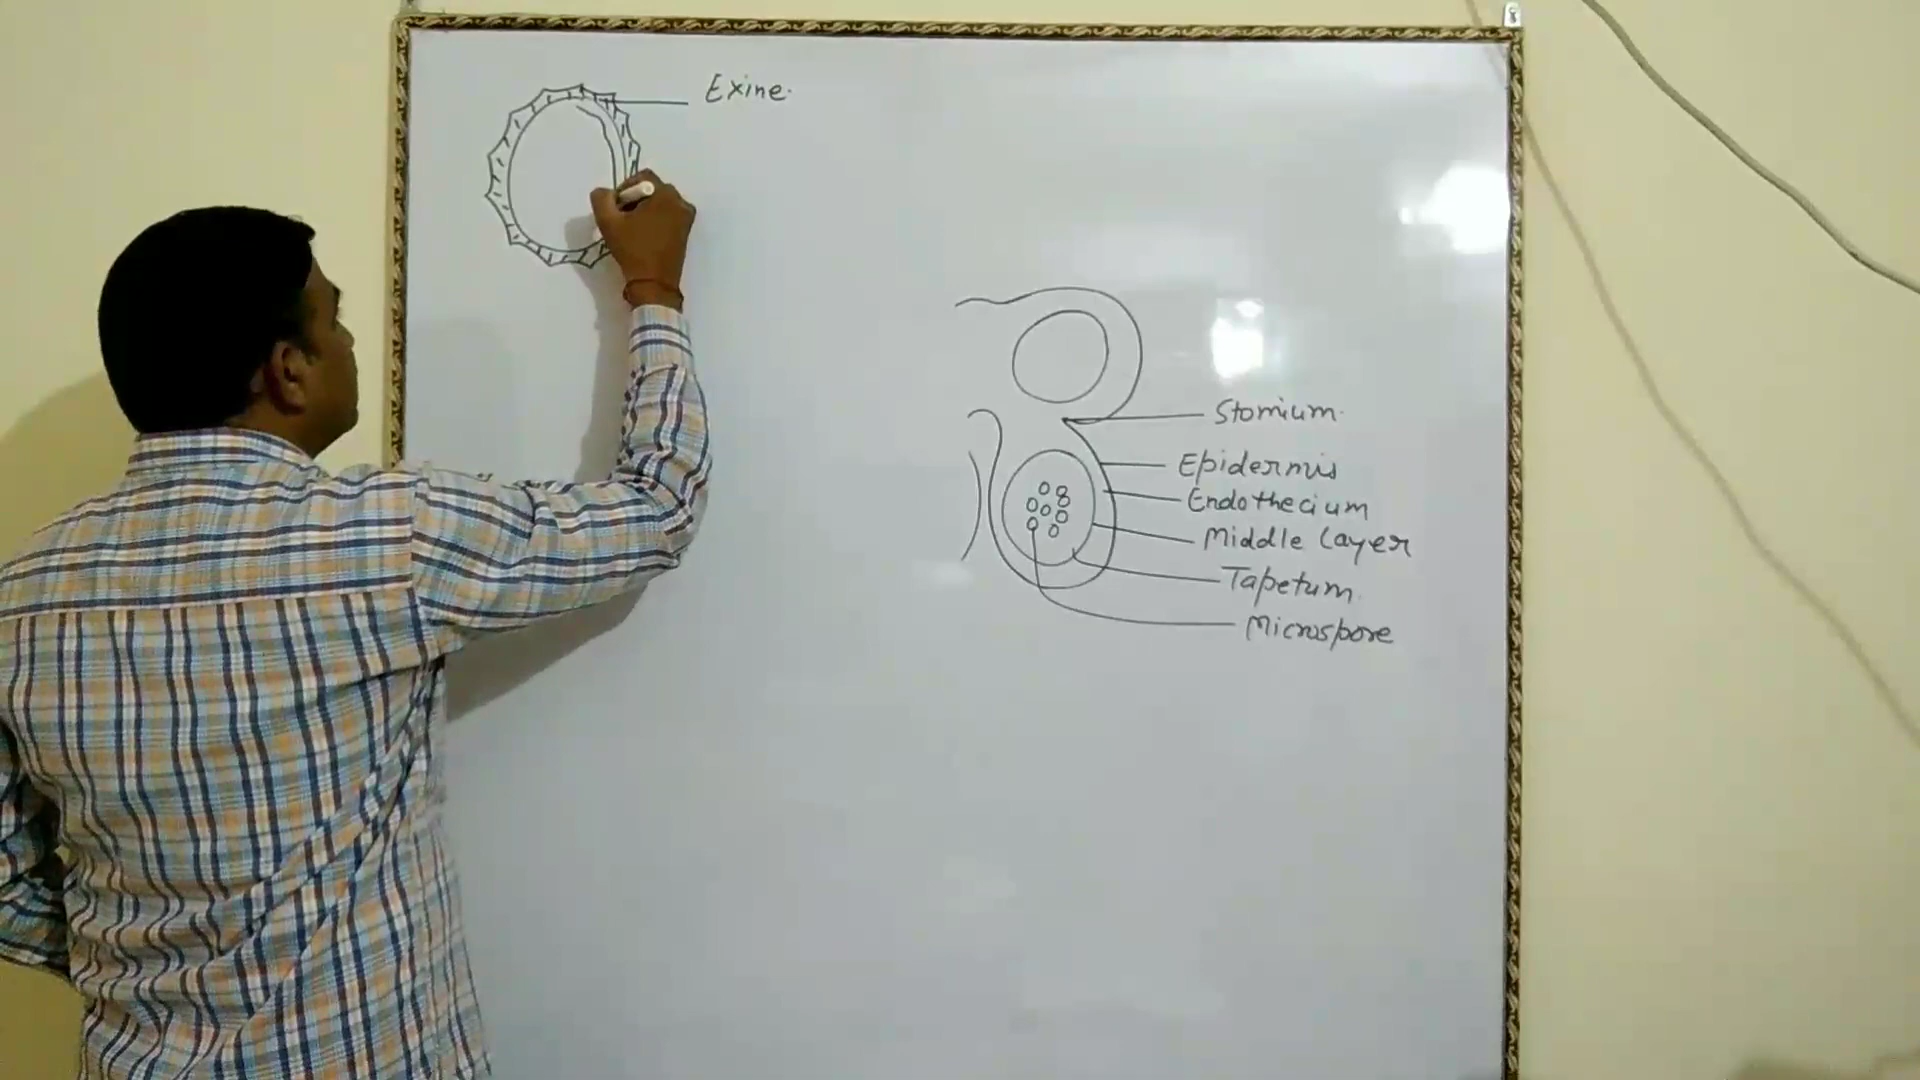 Exine.
Stomium.
Epidermis
Endothecium
Middle Layer
Tapetum.
Microspore